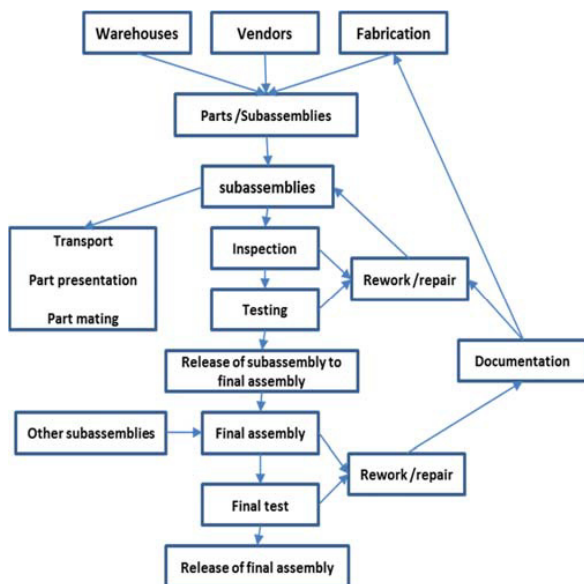 Warehouses
Vendors
Fabrication
Parts /Subassemblies
subassemblies
Transport
Part presentation
Part mating
Inspection
Rework /repair
Testing
Documentation
Release of subassembly to
final assembly
Other subassemblies
Final assembly
Rework /repair
Final test
Release of final assembly